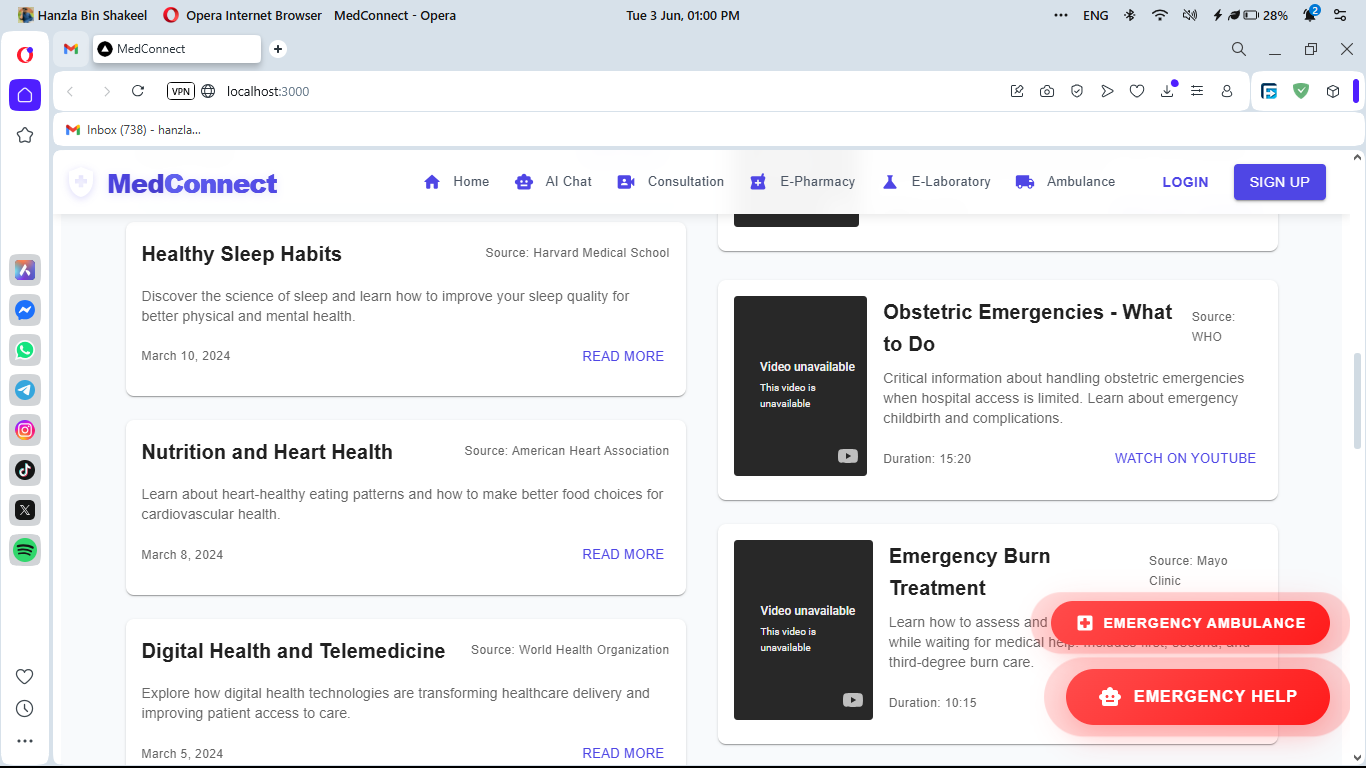 Hanzla Bin Shakeel
Opera Internet Browser
MedConnect - Opera
Tue 3 Jun, 01:00 PM
ENG
28%
2
MedConnect
VPN
localhost:3000
Inbox (738) - hanzla...
MedConnect
Home
AI Chat
Consultation
E-Pharmacy
E-Laboratory
Ambulance
LOGIN
SIGN UP
Healthy Sleep Habits
Source: Harvard Medical School
Discover the science of sleep and learn how to improve your sleep quality for
better physical and mental health.
March 10, 2024
READ MORE
Nutrition and Heart Health
Source: American Heart Association
Learn about heart-healthy eating patterns and how to make better food choices for
cardiovascular health.
March 8, 2024
READ MORE
Digital Health and Telemedicine
Source: World Health Organization
Explore how digital health technologies are transforming healthcare delivery and
improving patient access to care.
March 5, 2024
READ MORE
Video unavailable
This video is
unavailable
Obstetric Emergencies - What
to Do
Source:
WHO
Critical information about handling obstetric emergencies
when hospital access is limited. Learn about emergency
childbirth and complications.
Duration: 15:20
WATCH ON YOUTUBE
Video unavailable
This video is
unavailable
Emergency Burn
Treatment
Source: Mayo
Clinic
Learn how to assess and
while waiting for medical help. Includes first, second, and
third-degree burn care.
Duration: 10:15
EMERGENCY AMBULANCE
EMERGENCY HELP